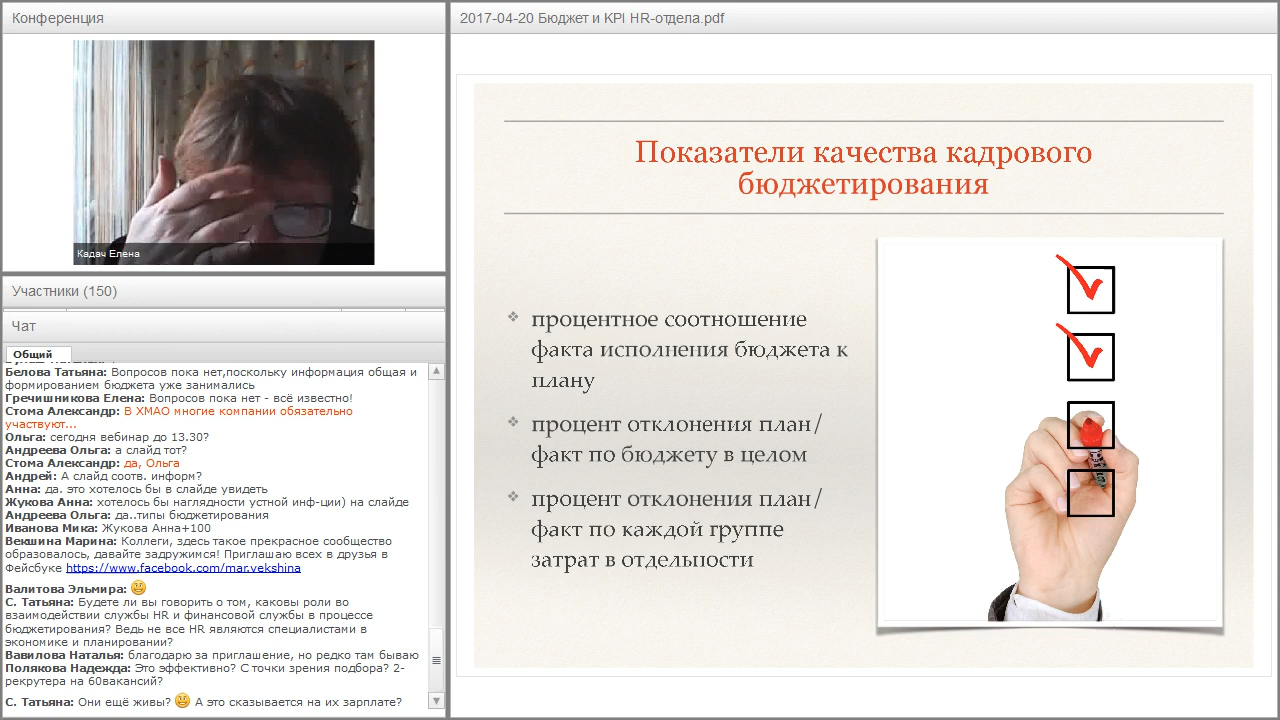 Конференция
Кадач Елена
Участники (150)
Чат
Общий
Белова Татьяна: Вопросов пока нет,поскольку информация общая и
формированием бюджета уже занимались
Гречишникова Елена: Вопросов пока нет - всё известно!
Стома Александр: В ХМАО многие компании обязательно
участвуют...
Ольга: сегодня вебинар до 13.30?
Андреева Ольга: а слайд тот?
Стома Александр: да, Ольга
Андрей: А слайд соотв. информ?
Анна: да. это хотелось бы в слайде увидеть
Жукова Анна: хотелось бы наглядности устной инф-ции) на слайде
Андреева Ольга: да..типы бюджетирования
Иванова Мика: Жукова Анна+100
Векшина Марина: Коллеги, здесь такое прекрасное сообщество
образовалось, давайте задружимся! Приглашаю всех в друзья в
Фейсбуке https://www.facebook.com/mar.vekshina
Валитова Эльмира:
С. Татьяна: Будете ли вы говорить о том, каковы роли во
взаимодействии службы HR и финансовой службы в процессе
бюджетирования? Ведь не все HR являются специалистами в
экономике и планировании?
Вавилова Наталья: благодарю за приглашение, но редко там бываю
Полякова Надежда: Это эффективно? С точки зрения подбора? 2-
рекрутера на 60вакансий?
С. Татьяна: Они ещё живы? А это сказывается на их зарплате?
2017-04-20 Бюджет и KPI HR-отдела.pdf
Показатели качества кадрового
бюджетирования
процентное соотношение
факта исполнения бюджета к
плану
процент отклонения план/
факт по бюджету в целом
процент отклонения план/
факт по каждой группе
затрат в отдельности